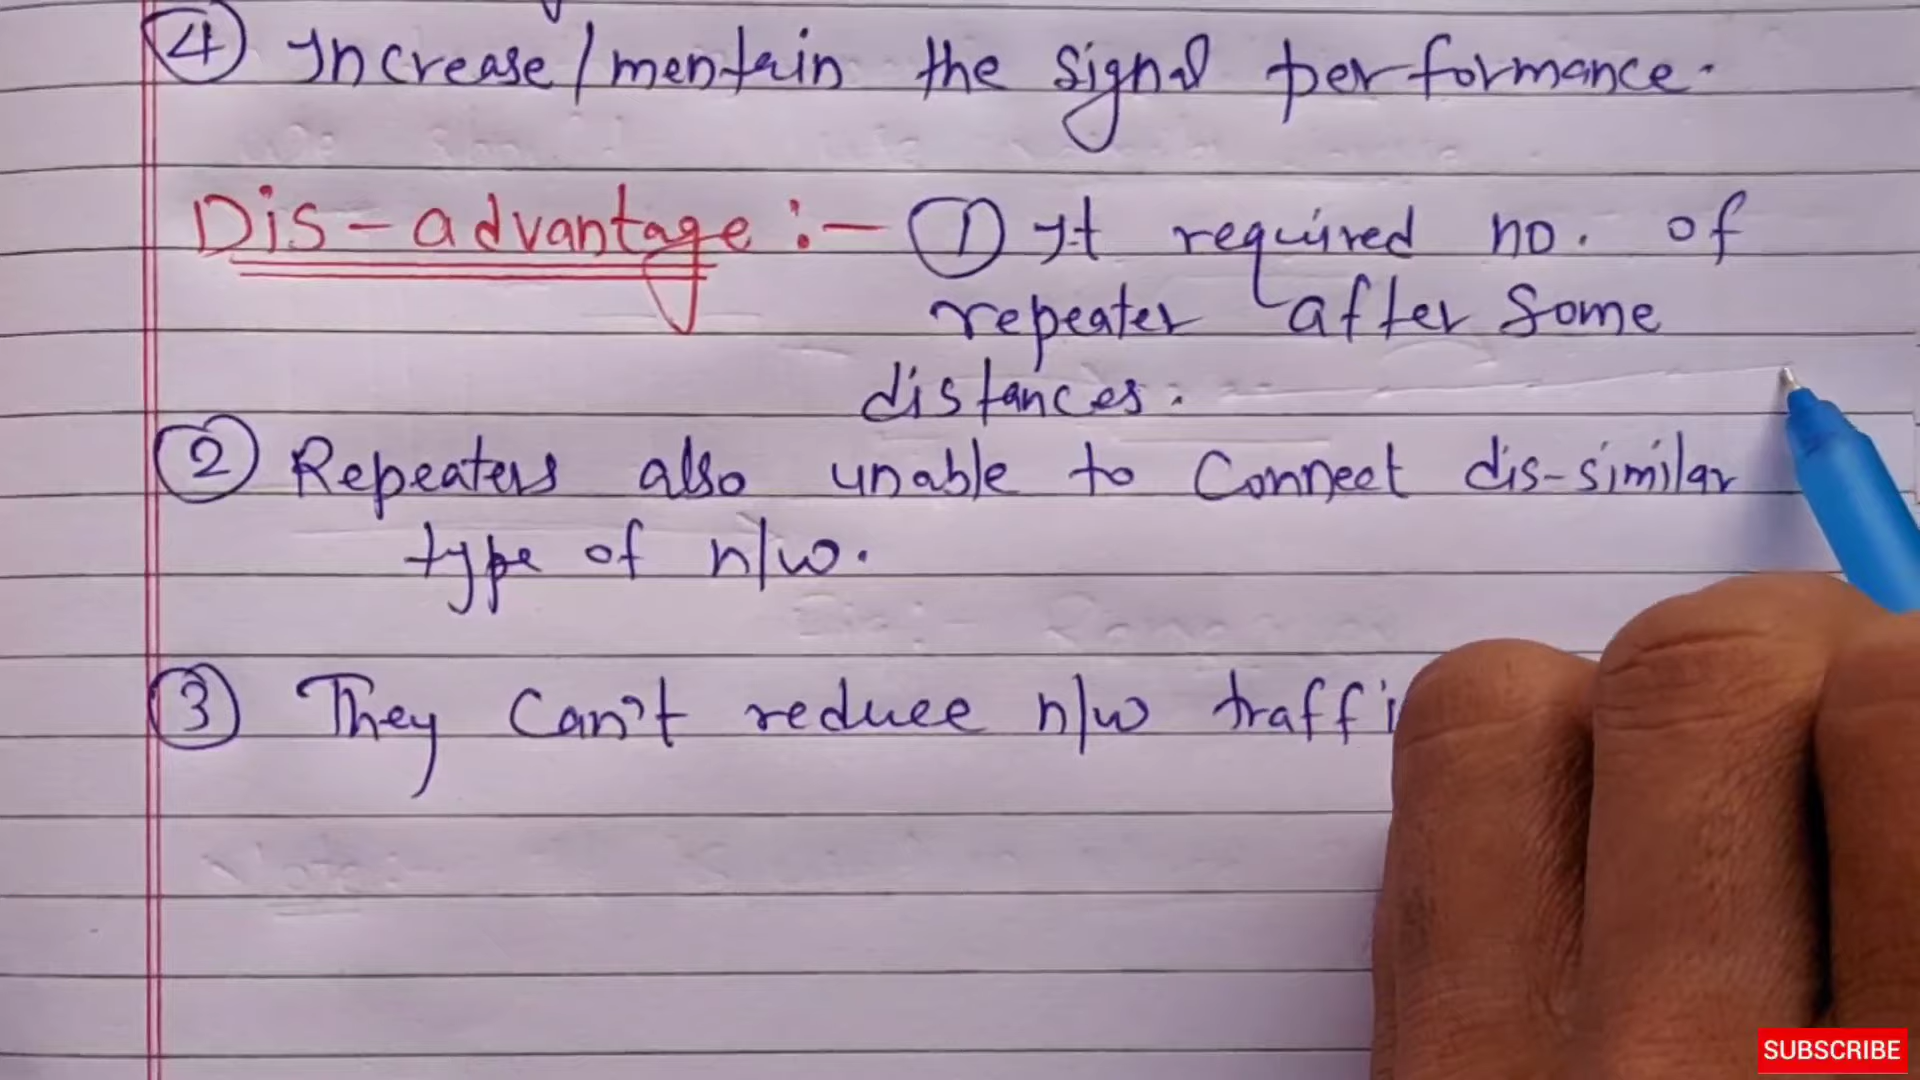 ④ Increase/mentain the signal performance.
Dis-advantage :- ① It required no. of
repeater after some
distances.
② Repeaters also unable to connect dis-similar
type of n/w.
③ They can't reduce n/w traffi
SUBSCRIBE